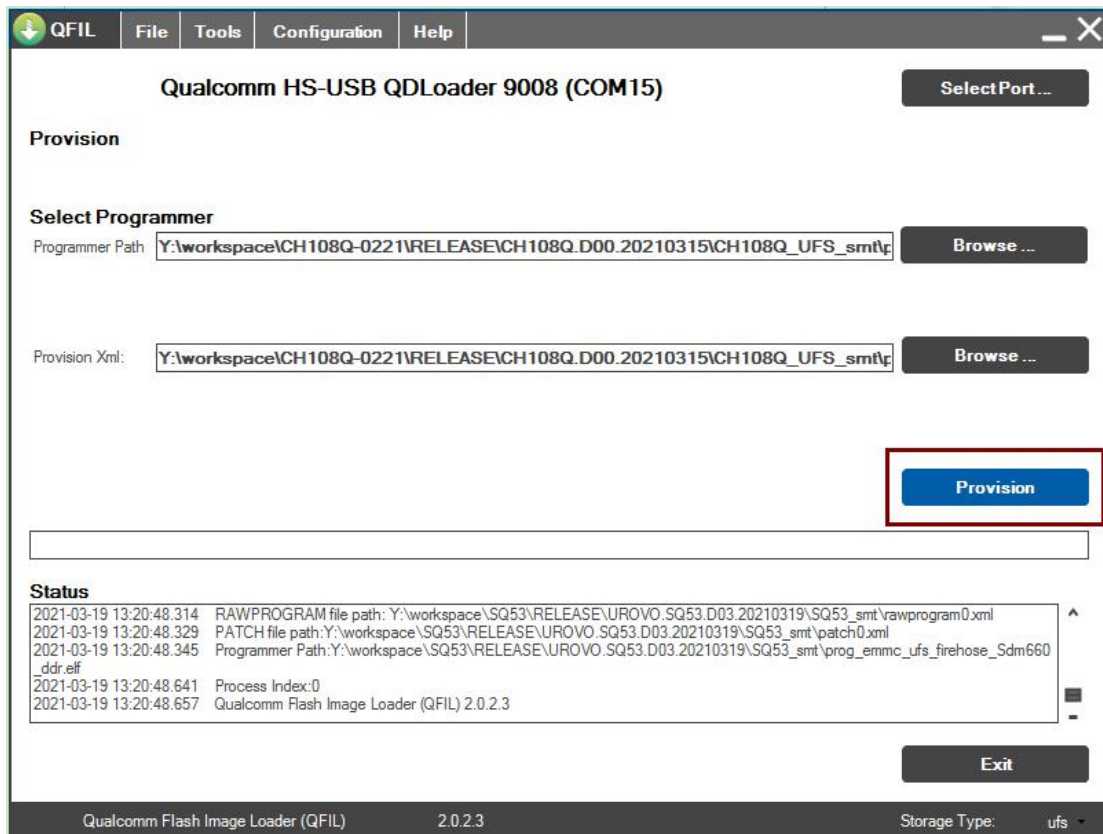 QFIL File Tools Configuration Help
Qualcomm HS-USB QDLoader 9008 (COM15)
SelectPort ...
Provision
Select Programmer
Programmer Path Y:\workspace\CH108Q-0221\RELEASE\CH108Q.D00.20210315\CH108Q_UFS_smt\p Browse ...
Provision Xml: Y:\workspace\CH108Q-0221\RELEASE\CH108Q.D00.20210315\CH108Q_UFS_smt\p Browse ...
Provision
Status
2021-03-19 13:20:48.314 RAWPROGRAM file path: Y:\workspace\SQ53\RELEASE\UROVO.SQ53.D03.20210319\SQ53_smt\rawprogram0.xml
2021-03-19 13:20:48.329 PATCH file path:Y:\workspace\SQ53\RELEASE\UROVO.SQ53.D03.20210319\SQ53_smt\patch0.xml
2021-03-19 13:20:48.345 Programmer Path:Y:\workspace\SQ53\RELEASE\UROVO.SQ53.D03.20210319\SQ53_smt\prog_emmc_ufs_firehose_Sdm660
_ddr.elf
2021-03-19 13:20:48.641 Process Index:0
2021-03-19 13:20:48.657 Qualcomm Flash Image Loader (QFIL) 2.0.2.3
Exit
Qualcomm Flash Image Loader (QFIL) 2.0.2.3 Storage Type: ufs